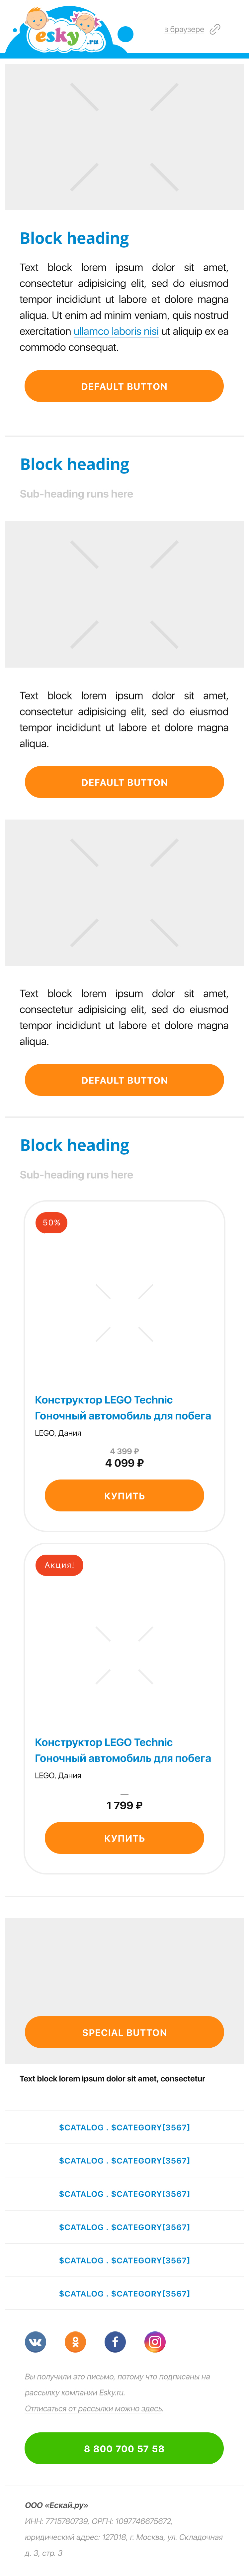 esky.ru
в браузере
Block heading
Text block lorem ipsum dolor sit amet,
consectetur adipisicing elit, sed do eiusmod
tempor incididunt ut labore et dolore magna
aliqua. Ut enim ad minim veniam, quis nostrud
exercitation ullamco laboris nisi ut aliquip ex ea
commodo consequat.
DEFAULT BUTTON
Block heading
Sub-heading runs here
Text block lorem ipsum dolor sit amet,
consectetur adipisicing elit, sed do eiusmod
tempor incididunt ut labore et dolore magna
aliqua.
DEFAULT BUTTON
Text block lorem ipsum dolor sit amet,
consectetur adipisicing elit, sed do eiusmod
tempor incididunt ut labore et dolore magna
aliqua.
DEFAULT BUTTON
Block heading
Sub-heading runs here
50%
Конструктор LEGO Technic
Гоночный автомобиль для побега
LEGO, Дания
4 399 ₽
4 099 ₽
КУПИТЬ
Акция!
Конструктор LEGO Technic
Гоночный автомобиль для побега
LEGO, Дания
—
1 799 ₽
КУПИТЬ
SPECIAL BUTTON
Text block lorem ipsum dolor sit amet, consectetur
$CATALOG . $CATEGORY[3567]
$CATALOG . $CATEGORY[3567]
$CATALOG . $CATEGORY[3567]
$CATALOG . $CATEGORY[3567]
$CATALOG . $CATEGORY[3567]
$CATALOG . $CATEGORY[3567]
Вы получили это письмо, потому что подписаны на
рассылку компании Esky.ru.
Отписаться от рассылки можно здесь.
8 800 700 57 58
ООО «Ескай.ру»
ИНН: 7715780739, ОРГН: 1097746675672,
юридический адрес: 127018, г. Москва, ул. Складочная
д. 3, стр. 3